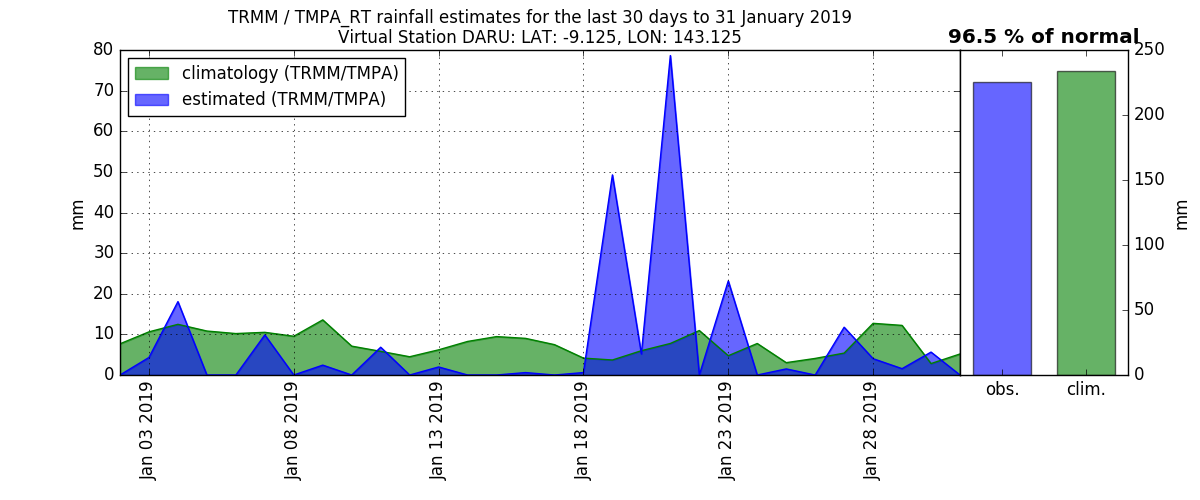 TRMM / TMPA_RT rainfall estimates for the last 30 days to 31 January 2019
Virtual Station DARU: LAT: -9.125, LON: 143.125
96.5 % of normal
climatology (TRMM/TMPA)
estimated (TRMM/TMPA)
80
70
60
50
40
30
20
10
0
mm
Jan 03 2019
Jan 08 2019
Jan 13 2019
Jan 18 2019
Jan 23 2019
Jan 28 2019
250
200
150
100
50
0
mm
obs.
clim.